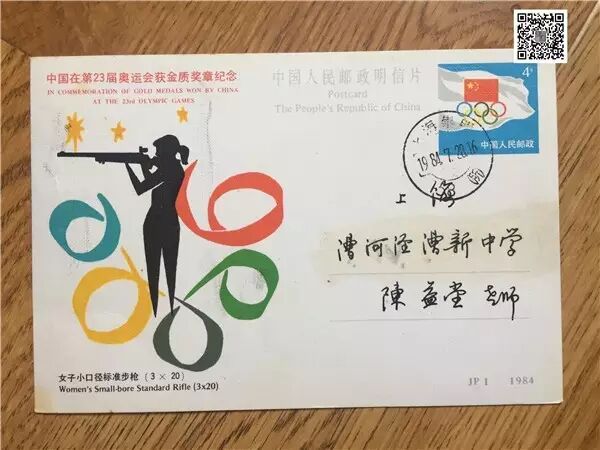 中国在第23届奥运会获金质奖章纪念
IN COMMEMORATION OF GOLD MEDALS WON BY CHINA
AT THE 23rd OLYMPIC GAMES
中国人民邮政明信片
Postcard
The People's Republic of China
4分
中国人民邮政
上海
1984.7.28.16
上海
漕河泾漕新中学
陳益堂老师
女子小口径标准步枪（3×20）
Women's Small-bore Standard Rifle (3x20)
JP 1 1984